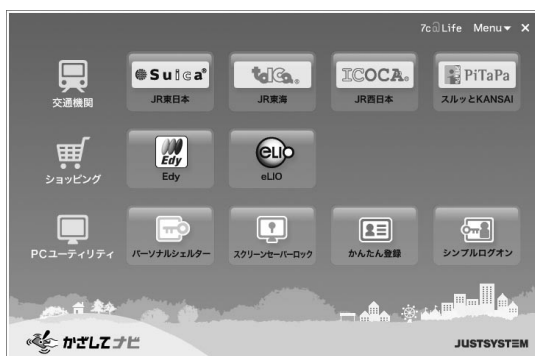 7c Life Menu▼ ×
Suica®
TOICA®
ICOCA®
PiTaPa
交通機関
JR東日本
JR東海
JR西日本
スルッとKANSAI
Edy
eLIO
ショッピング
Edy
eLIO
PCユーティリティ
パーソナルシェルター
スクリーンセーバーロック
かんたん登録
シンプルログオン
かざしてナビ
JUSTSYSTEM